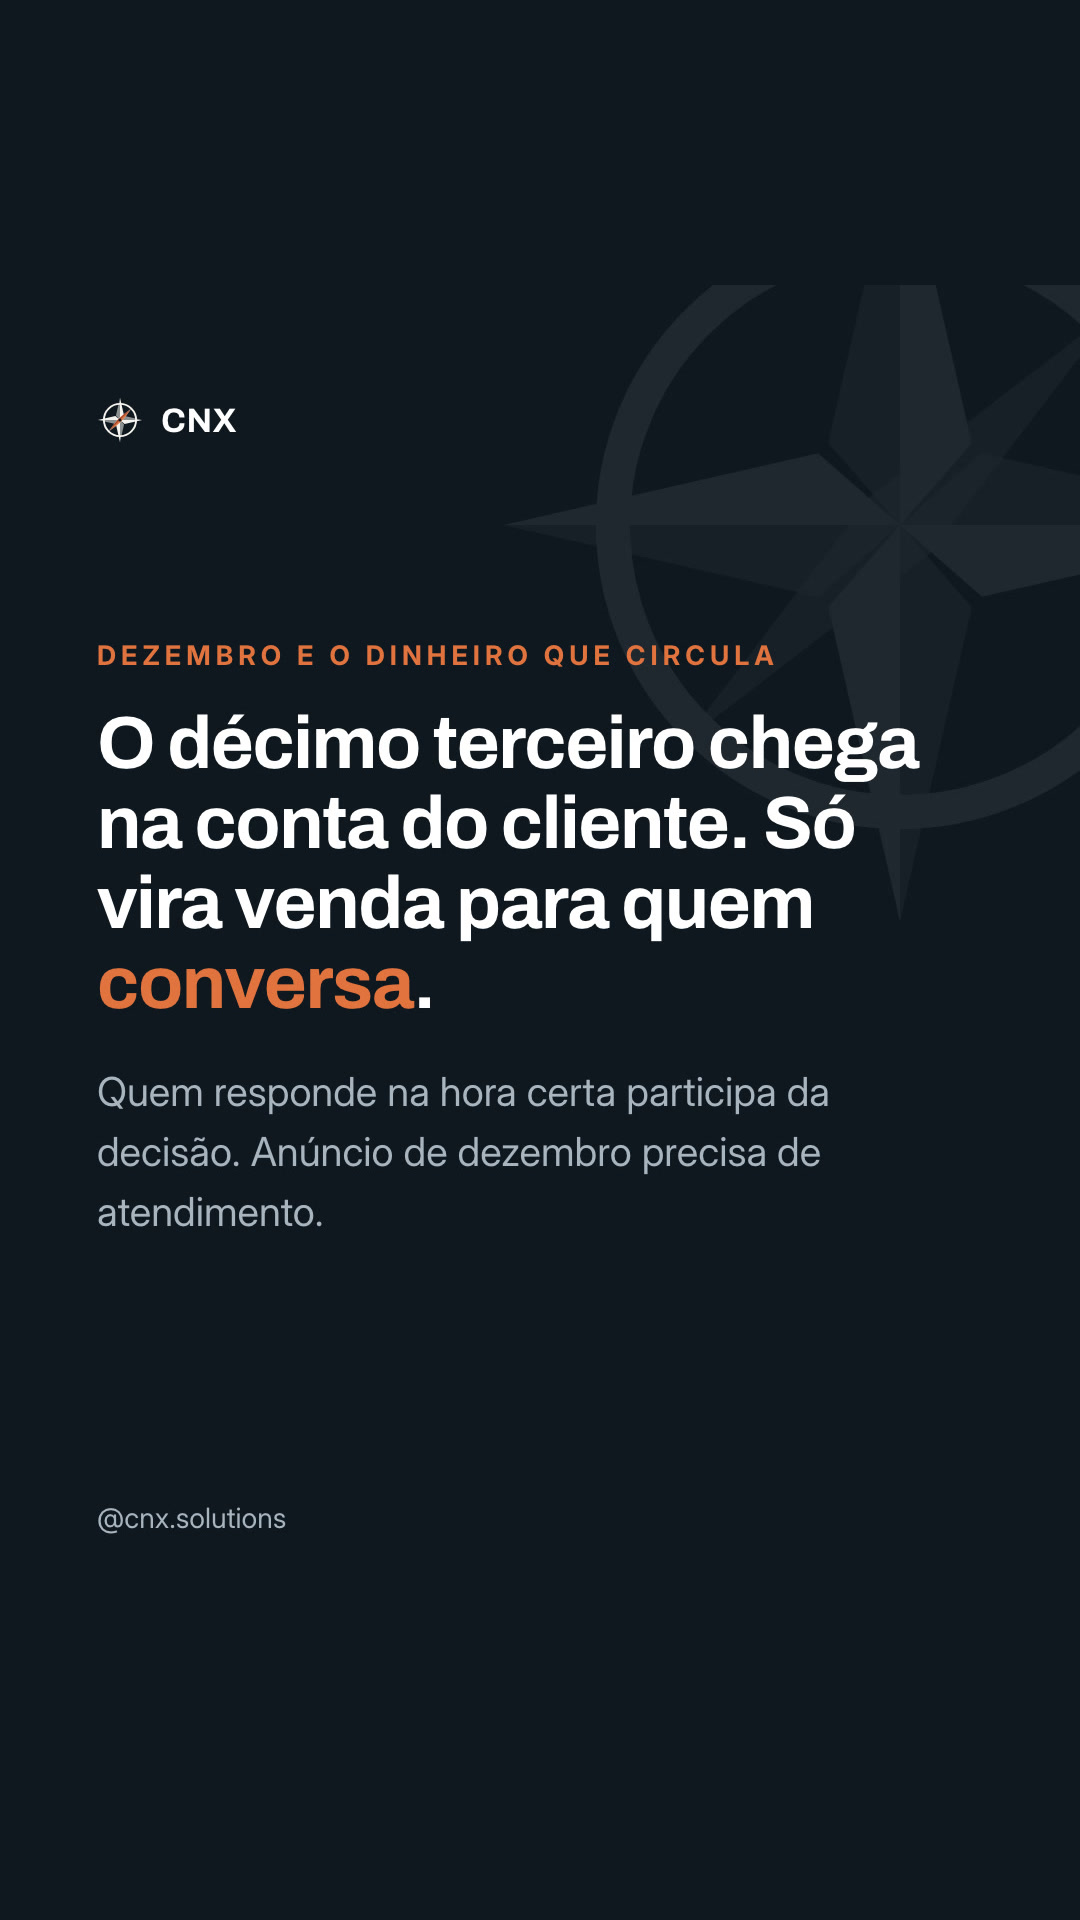 CNX
DEZEMBRO E O DINHEIRO QUE CIRCULA
O décimo terceiro chega
na conta do cliente. Só
vira venda para quem
conversa.
Quem responde na hora certa participa da
decisão. Anúncio de dezembro precisa de
atendimento.
@cnx.solutions